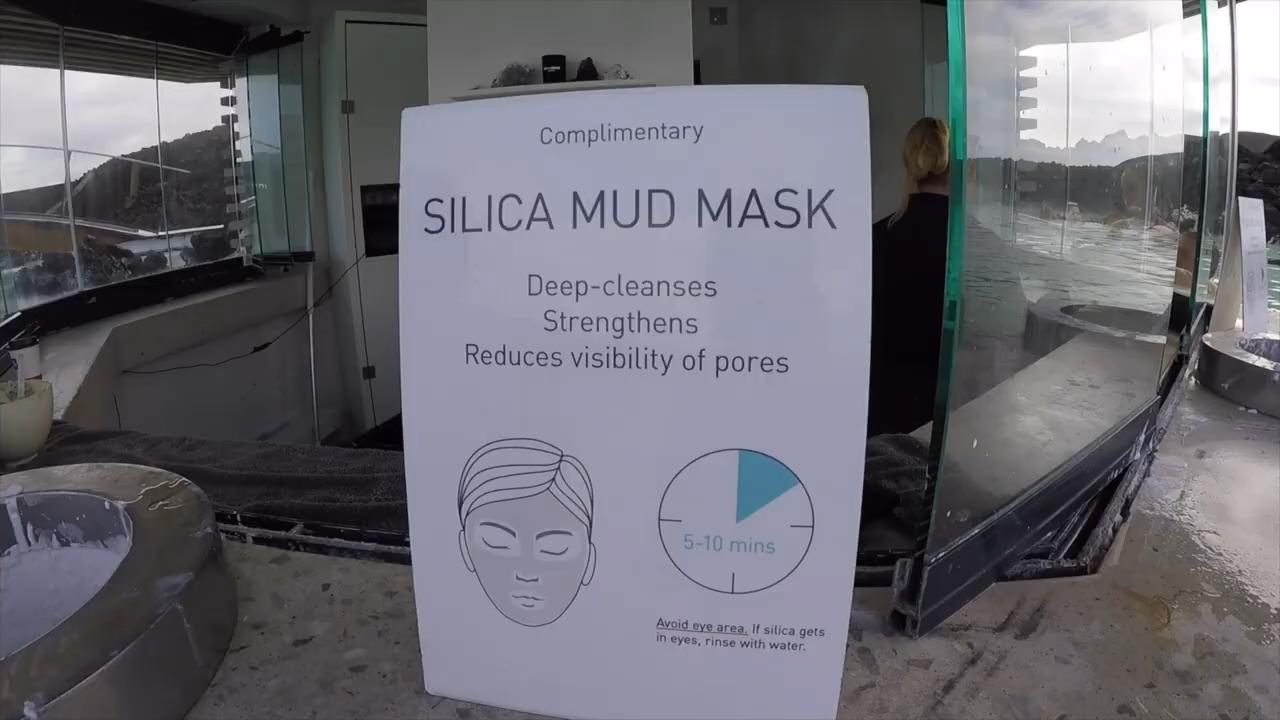 Complimentary
SILICA MUD MASK
Deep-cleanses
Strengthens
Reduces visibility of pores
5-10 mins
Avoid eye area. If silica gets
in eyes, rinse with water.